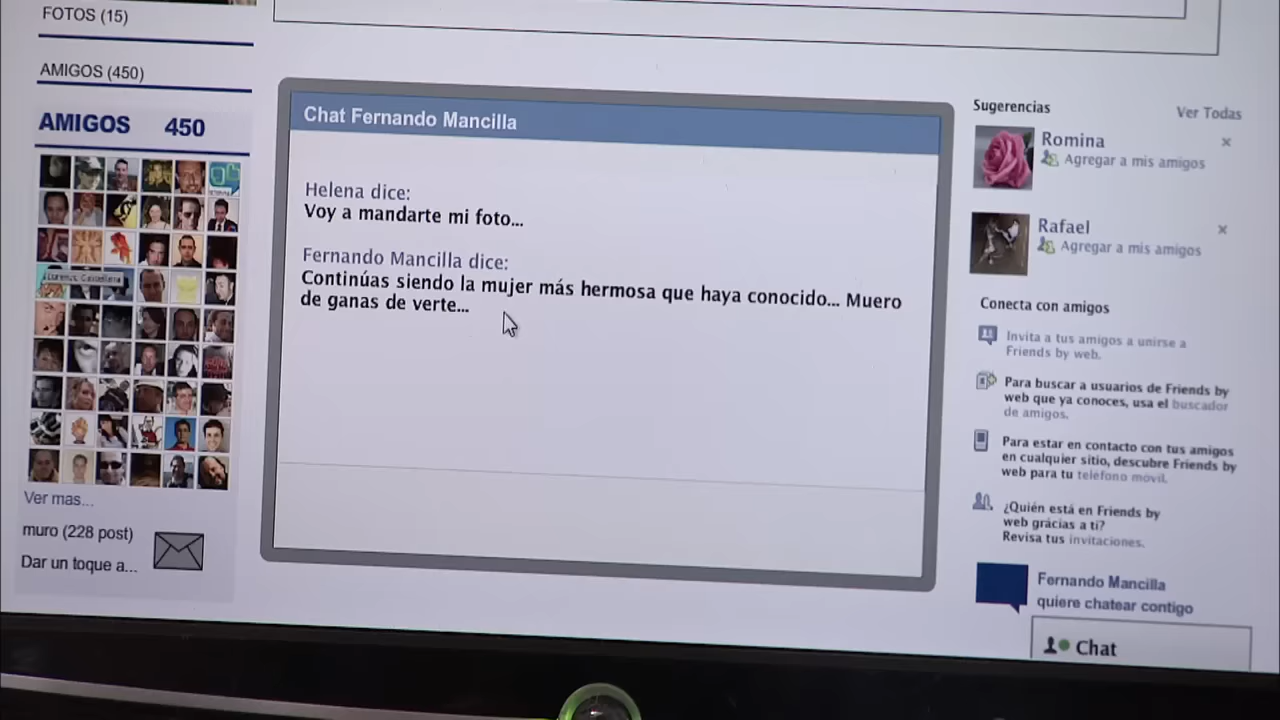 FOTOS (15)
AMIGOS (450)
AMIGOS 450
Ver mas...
muro (228 post)
Dar un toque a...
Chat Fernando Mancilla
Helena dice:
Voy a mandarte mi foto...
Fernando Mancilla dice:
Continúas siendo la mujer más hermosa que haya conocido... Muero
de ganas de verte...
Sugerencias
Ver Todas
Romina
Agregar a mis amigos
Rafael
Agregar a mis amigos
Conecta con amigos
Invita a tus amigos a unirse a
Friends by web.
Para buscar a usuarios de Friends by
web que ya conoces, usa el buscador
de amigos.
Para estar en contacto con tus amigos
en cualquier sitio, descubre Friends by
web para tu teléfono móvil.
¿Quién está en Friends by
web grácias a ti?
Revisa tus invitaciones.
Fernando Mancilla
quiere chatear contigo
Chat